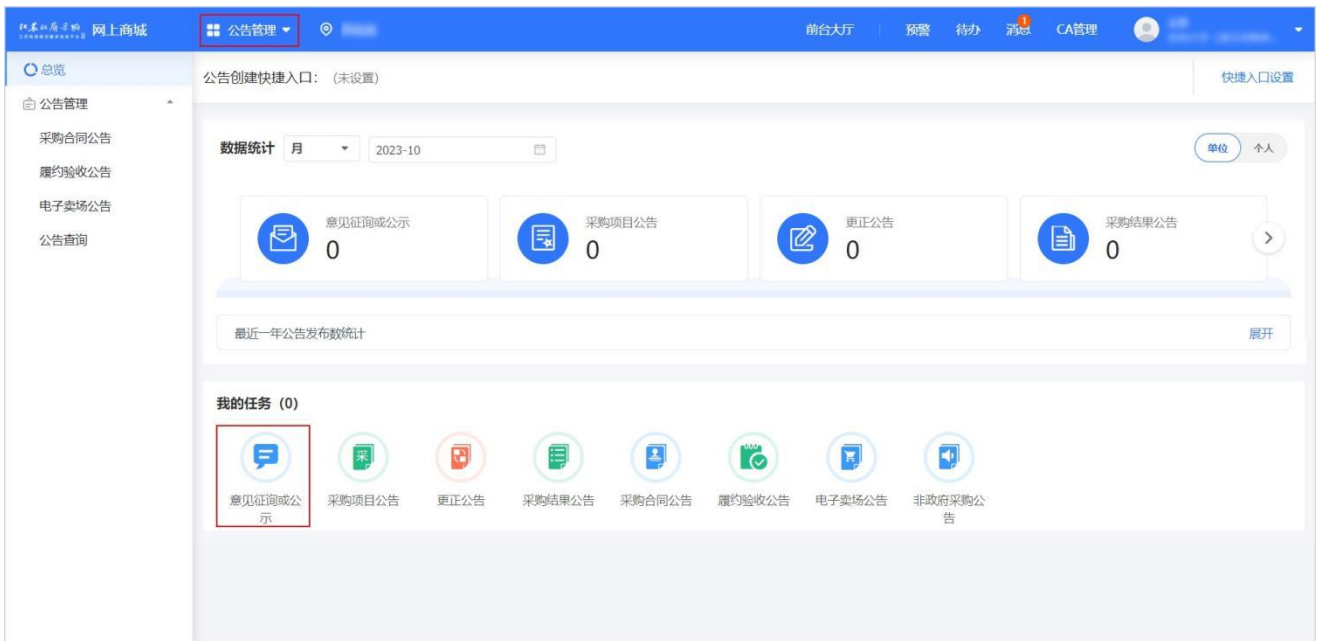 江苏政府采购 网上商城
公告管理
前台大厅 预警 待办 消息 1 CA管理
总览
公告管理
采购合同公告
履约验收公告
电子卖场公告
公告查询
公告创建快捷入口： (未设置)
快捷入口设置
数据统计 月 2023-10
单位 个人
意见征询或公示
0
采购项目公告
0
更正公告
0
采购结果公告
0
最近一年公告发布数统计
展开
我的任务 (0)
意见征询或公
示
采购项目公告
更正公告
采购结果公告
采购合同公告
履约验收公告
电子卖场公告
非政府采购公
告